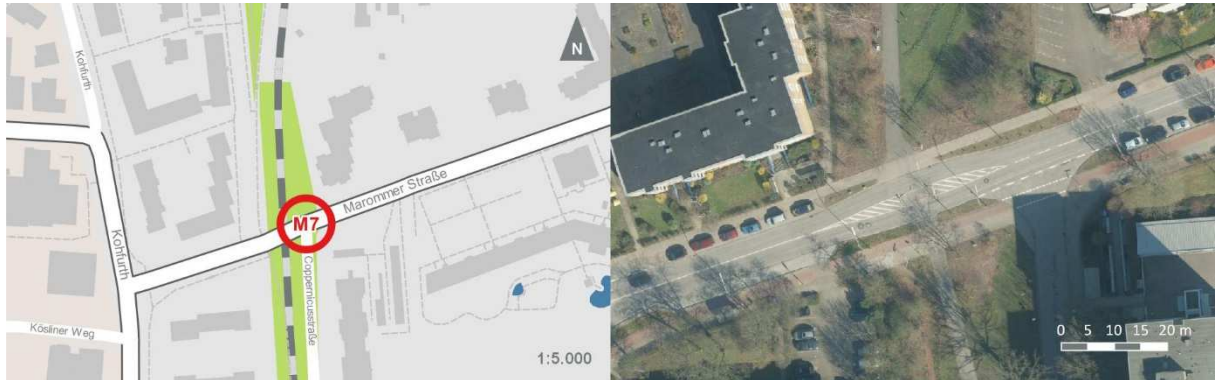 Kohfurth
N
Marommer Straße
M7
Kohfurth
Coppernicusstraße
Kösliner Weg
1:5.000
0 5 10 15 20 m